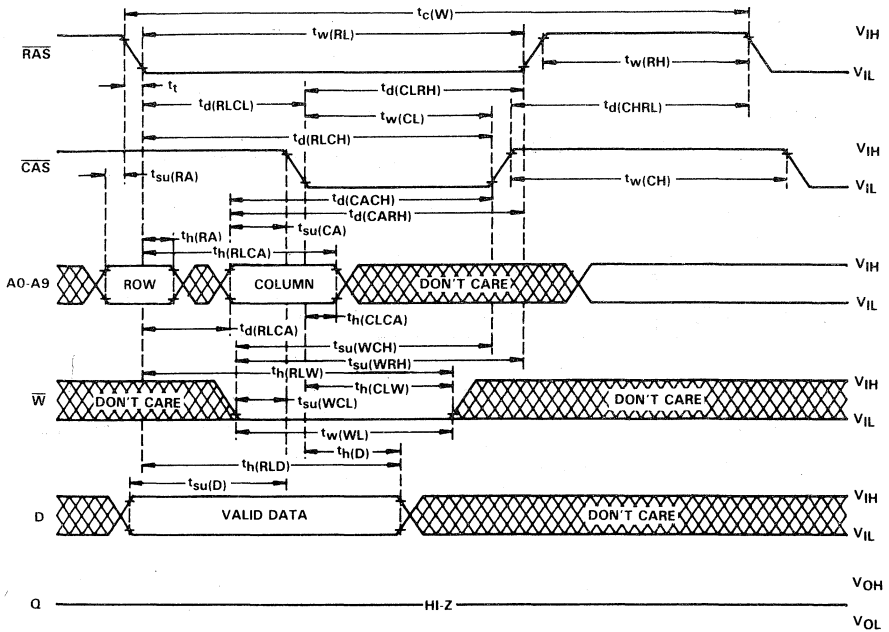 tc(W)
VIH
RAS
tw(RL)
tw(RH)
VIL
tt
td(CLRH)
td(RLCL)
td(CHRL)
tw(CL)
td(RLCH)
VIH
CAS
tsu(RA)
tw(CH)
VIL
td(CACH)
td(CARH)
th(RA)
tsu(CA)
th(RLCA)
VIH
A0-A9
ROW
COLUMN
DON'T CARE
VIL
th(CLCA)
td(RLCA)
tsu(WCH)
tsu(WRH)
th(RLW)
VIH
th(CLW)
W
DON'T CARE
tsu(WCL)
DON'T CARE
VIL
tw(WL)
th(D)
th(RLD)
tsu(D)
VIH
D
VALID DATA
DON'T CARE
VIL
VOH
Q
HI-Z
VOL